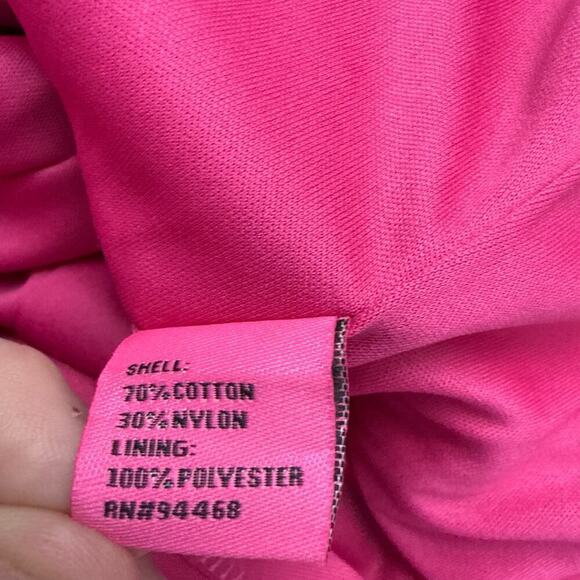 SHELL:
70% COTTON
30% NYLON
LINING:
100% POLYESTER
RN#94468